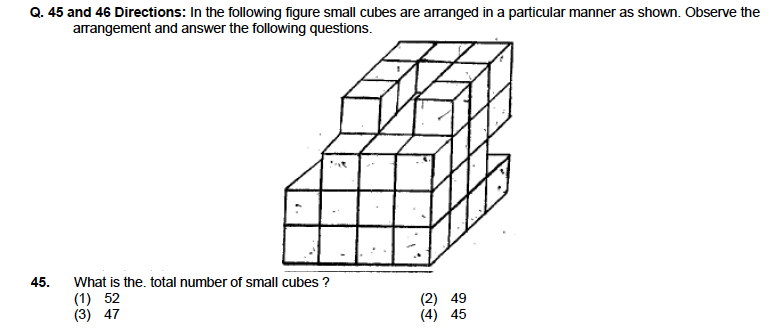 Q. 45 and 46 Directions: In the following figure small cubes are arranged in a particular manner as shown. Observe the
arrangement and answer the following questions.
45. What is the. total number of small cubes ?
(1) 52 (2) 49
(3) 47 (4) 45